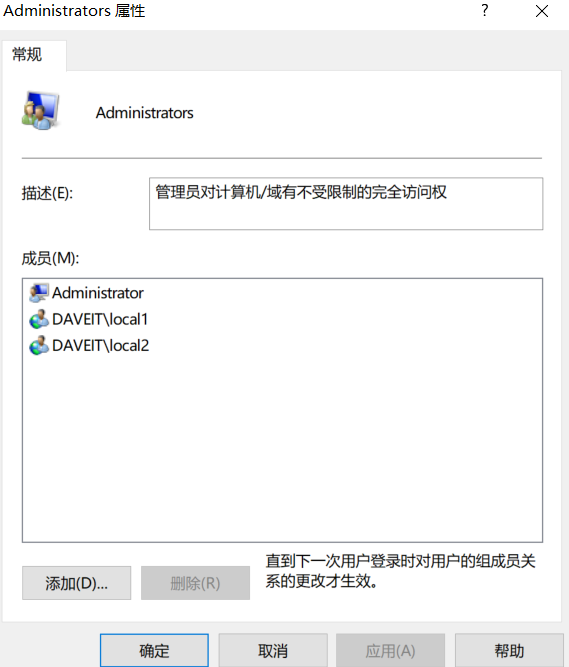 Administrators 属性
?
常规
Administrators
描述(E):
管理员对计算机/域有不受限制的完全访问权
成员(M):
Administrator
DAVEIT\local1
DAVEIT\local2
添加(D)...
删除(R)
直到下一次用户登录时对用户的组成员关
系的更改才生效。
确定
取消
应用(A)
帮助